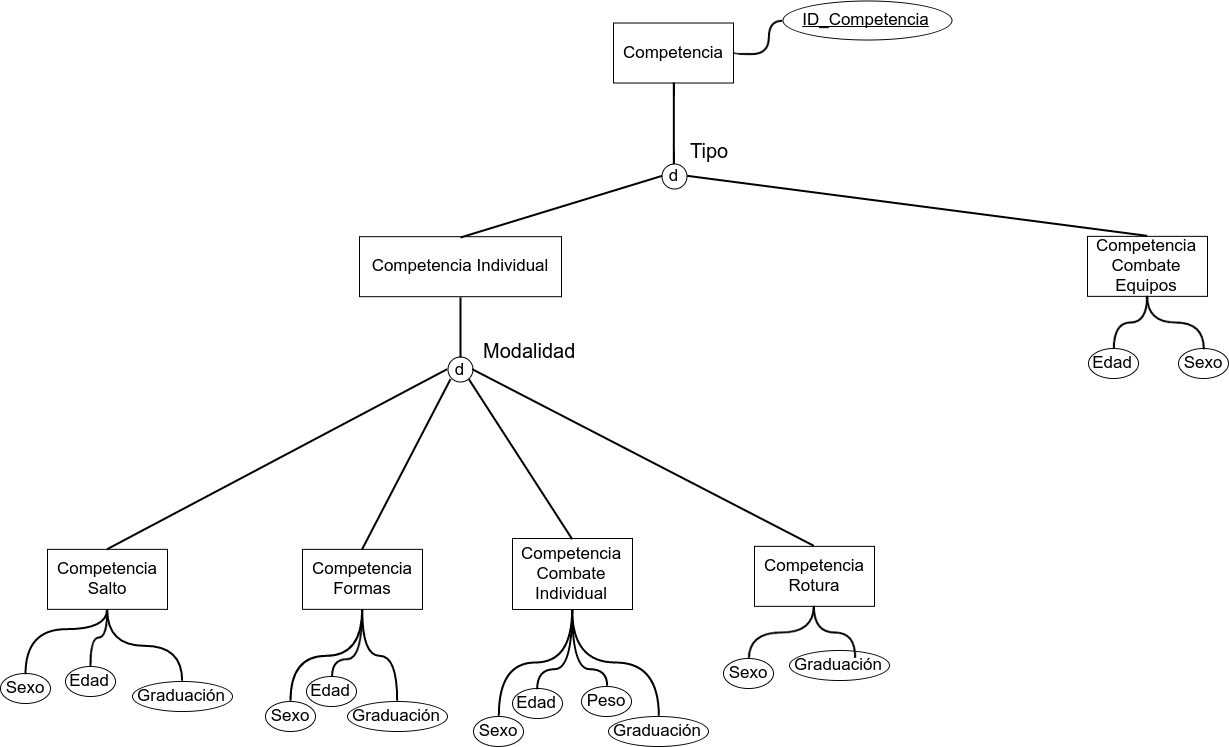 ID_Competencia
Competencia
Tipo
d
Competencia Individual
Competencia
Combate
Equipos
Modalidad
d
Edad
Sexo
Competencia
Salto
Competencia
Formas
Competencia
Combate
Individual
Competencia
Rotura
Sexo
Edad
Graduación
Sexo
Edad
Graduación
Sexo
Edad
Peso
Graduación
Sexo
Graduación